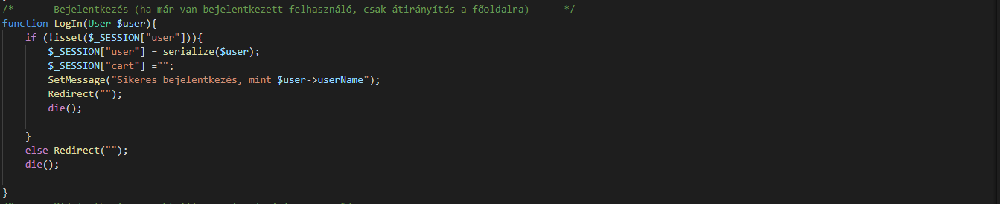 /* ----- Bejelentkezés (ha már van bejelentkezett felhasználó, csak átirányítás a főoldalra)----- */
function LogIn(User $user){
    if (!isset($_SESSION["user"])){
        $_SESSION["user"] = serialize($user);
        $_SESSION["cart"] ="";
        SetMessage("Sikeres bejelentkezés, mint $user->userName");
        Redirect("");
        die();
    }
    else Redirect("");
    die();
}